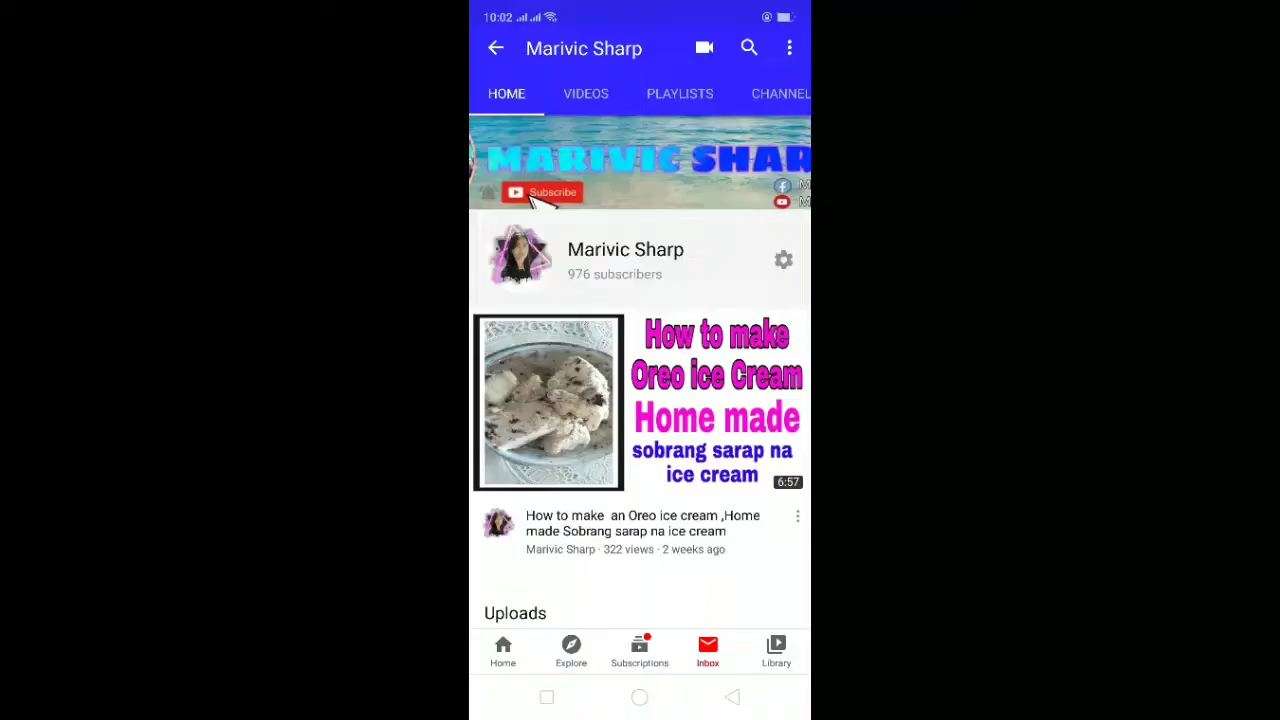 10:02
Marivic Sharp
HOME VIDEOS PLAYLISTS CHANNEL
MARIVIC SHAR
Subscribe
M
M
Marivic Sharp
976 subscribers
How to make
Oreo ice Cream
Home made
sobrang sarap na
ice cream
6:57
How to make an Oreo ice cream ,Home
made Sobrang sarap na ice cream
Marivic Sharp · 322 views · 2 weeks ago
Uploads
Home Explore Subscriptions Inbox Library